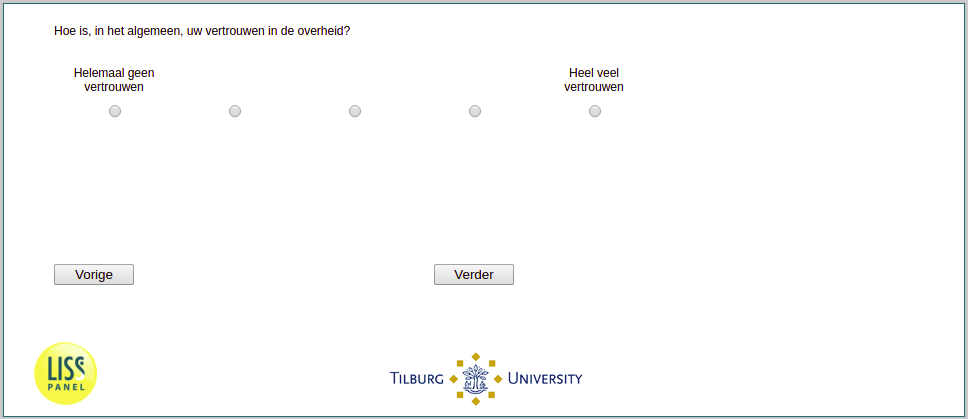 Hoe is, in het algemeen, uw vertrouwen in de overheid?
Helemaal geen
vertrouwen
Heel veel
vertrouwen
Vorige
Verder
LISS
PANEL
TILBURG UNIVERSITY